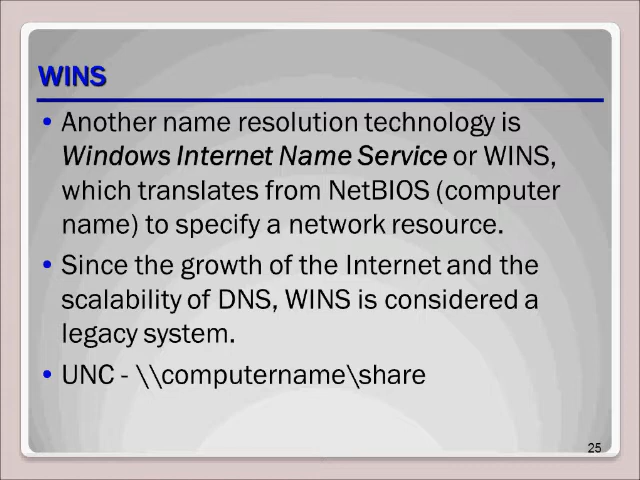 WINS
• Another name resolution technology is
Windows Internet Name Service or WINS,
which translates from NetBIOS (computer
name) to specify a network resource.
• Since the growth of the Internet and the
scalability of DNS, WINS is considered a
legacy system.
• UNC - \\computername\share
25